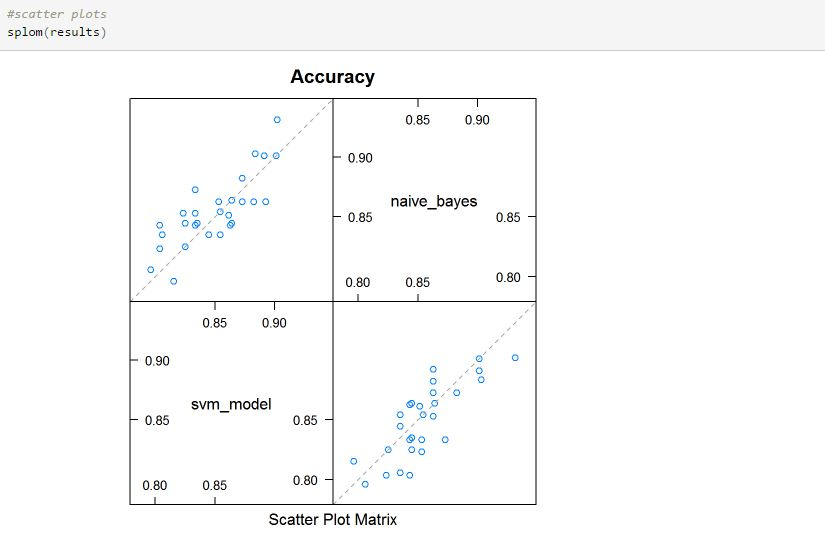 #scatter plots
splom(results)
Accuracy
0.85 0.90
0.90
naive_bayes
0.85 0.85
0.80
0.80 0.85
0.85 0.90
0.90
svm_model
0.85 0.85
0.80
0.80 0.85
Scatter Plot Matrix